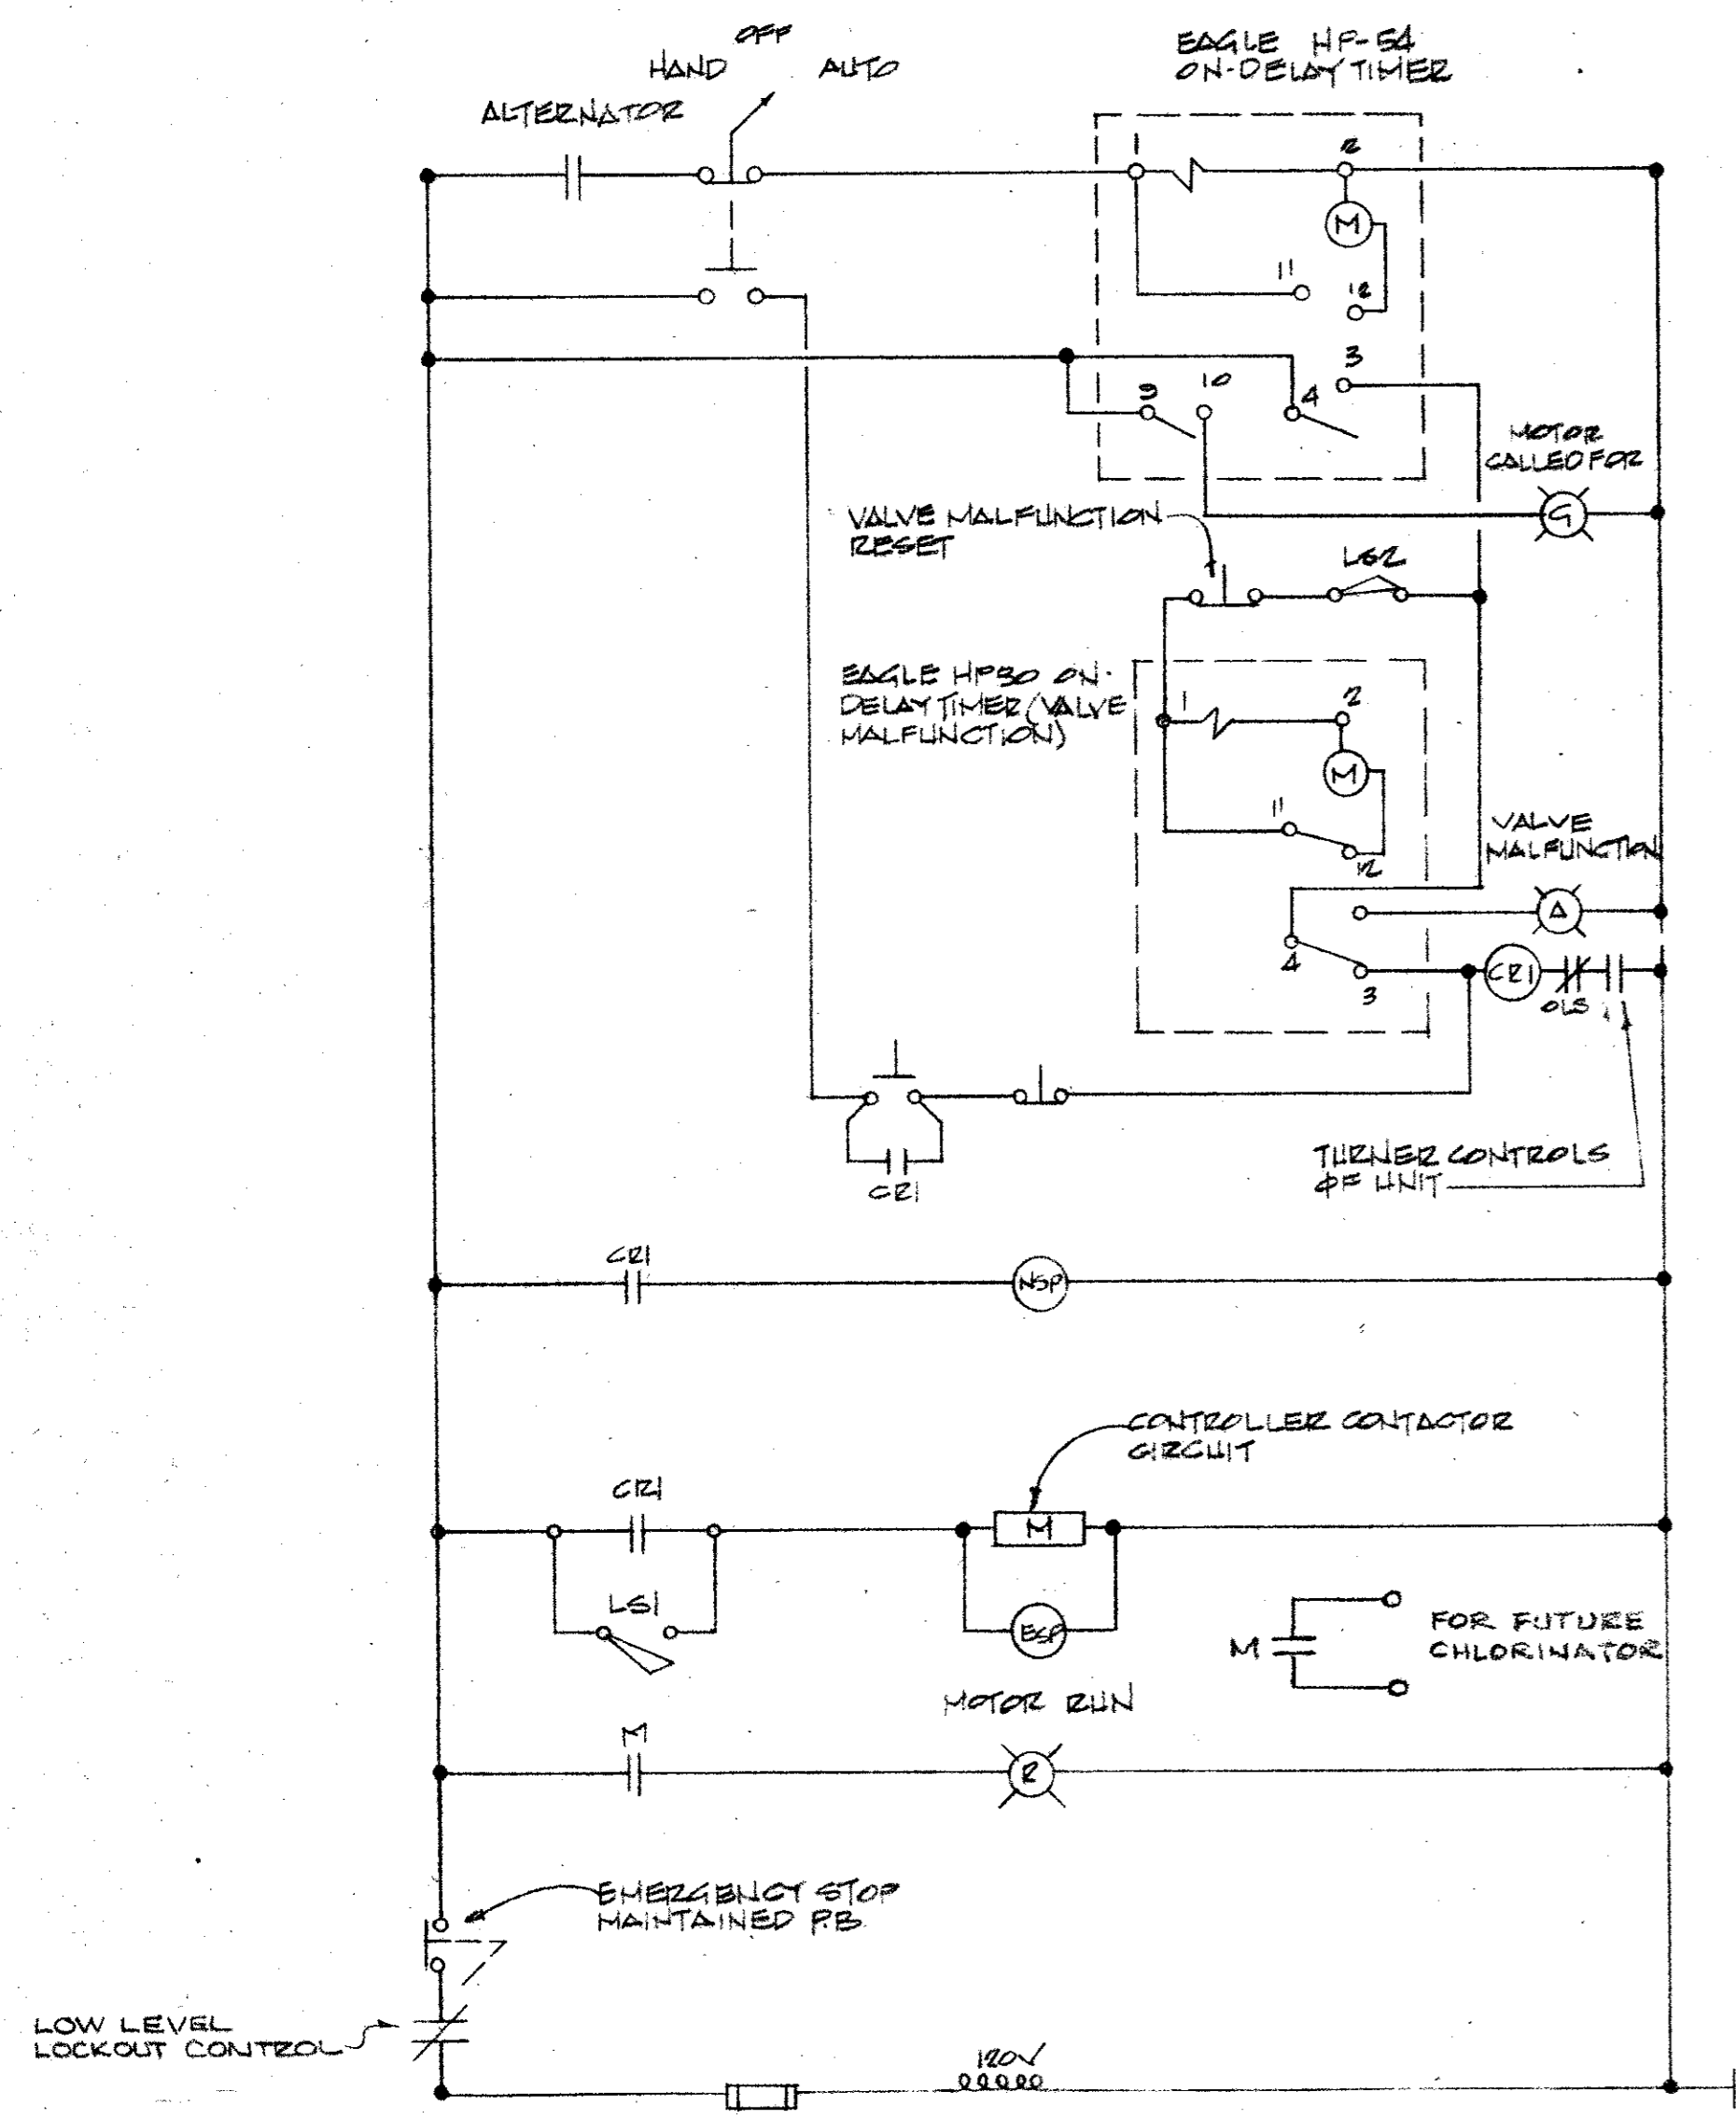 OFF
HAND AUTO
ALTERNATOR
EAGLE HP-54
ON-DELAY TIMER
1
2
M
11
12
3
9
10
4
MOTOR
CALLED FOR
G
VALVE MALFUNCTION
RESET
LS2
EAGLE HP30 ON-
DELAY TIMER (VALVE
MALFUNCTION)
1
2
M
11
12
VALVE
MALFUNCTION
A
4
3
CR1
OLS
CR1
TURNER CONTROLS
ΦF UNIT
CR1
NSP
CONTROLLER CONTACTOR
CIRCUIT
CR1
M
LS1
ESP
M
FOR FUTURE
CHLORINATOR
MOTOR RUN
M
R
EMERGENCY STOP
MAINTAINED P.B.
LOW LEVEL
LOCKOUT CONTROL
120V